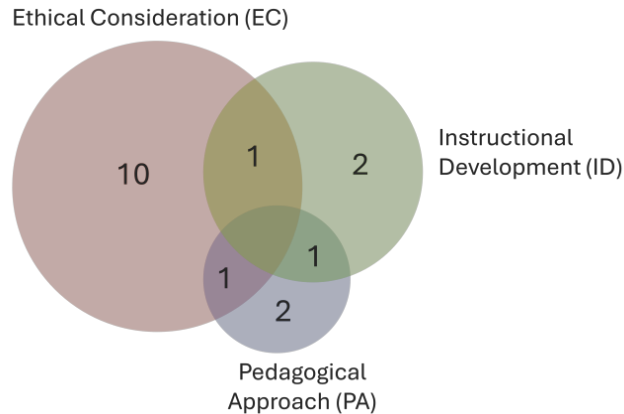 Ethical Consideration (EC)
10
1
2
Instructional
Development (ID)
1
1
2
Pedagogical
Approach (PA)